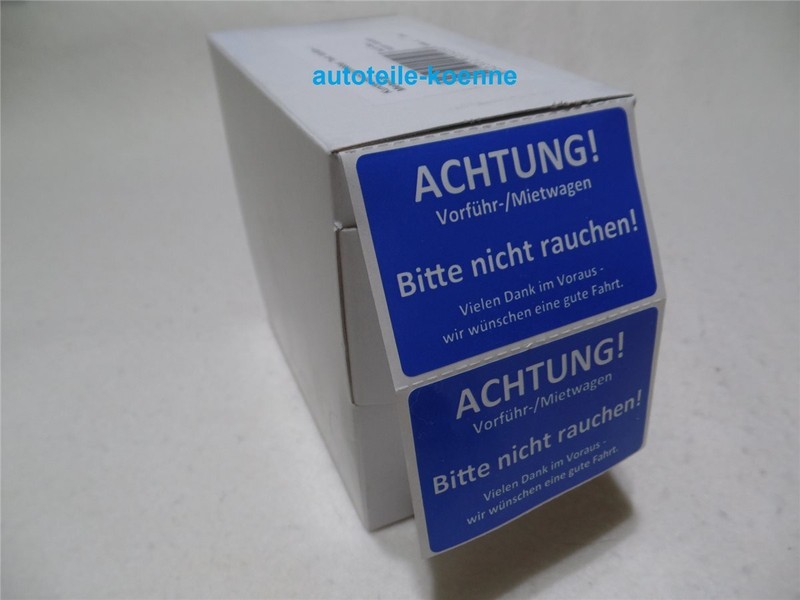 autoteile-koenne
ACHTUNG!
Vorführ-/Mietwagen
Bitte nicht rauchen!
Vielen Dank im Voraus -
wir wünschen eine gute Fahrt.
ACHTUNG!
Vorführ-/Mietwagen
Bitte nicht rauchen!
Vielen Dank im Voraus -
wir wünschen eine gute Fahrt.